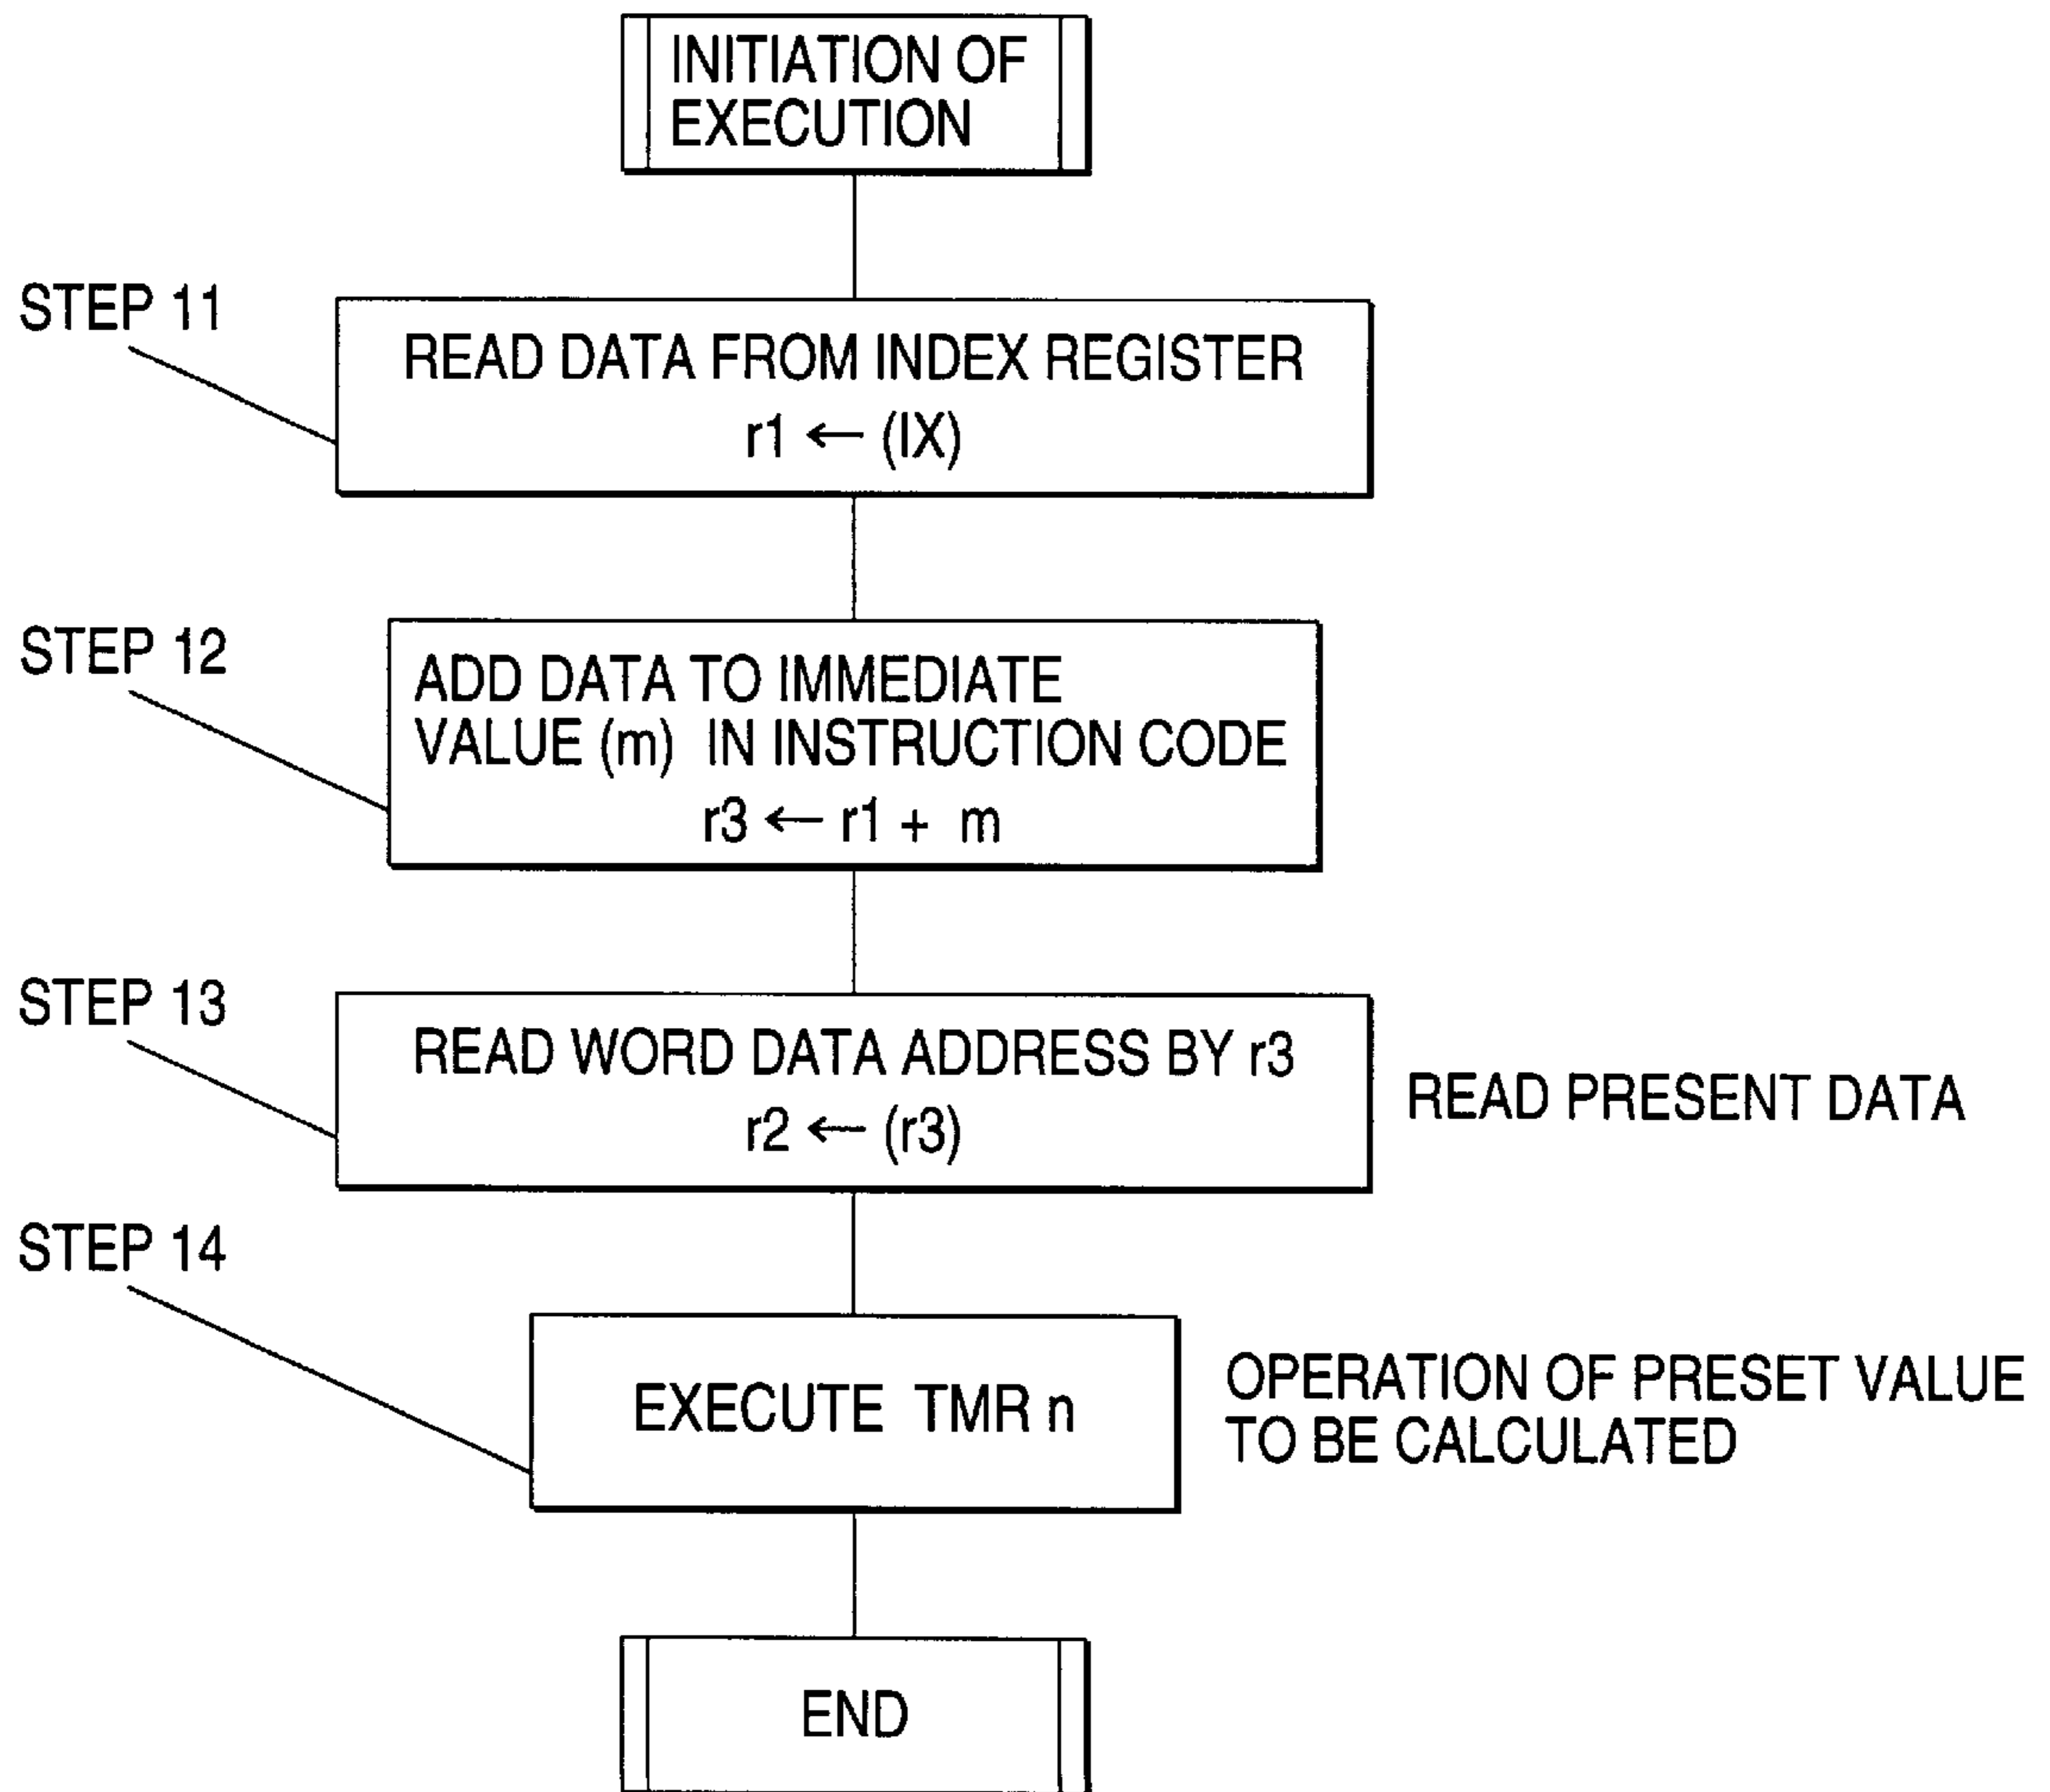 INITIATION OF
EXECUTION
STEP 11
READ DATA FROM INDEX REGISTER
r1 ← (IX)
STEP 12
ADD DATA TO IMMEDIATE
VALUE (m) IN INSTRUCTION CODE
r3 ← r1 + m
STEP 13
READ WORD DATA ADDRESS BY r3
r2 ← (r3)
READ PRESENT DATA
STEP 14
EXECUTE TMR n
OPERATION OF PRESET VALUE
TO BE CALCULATED
END